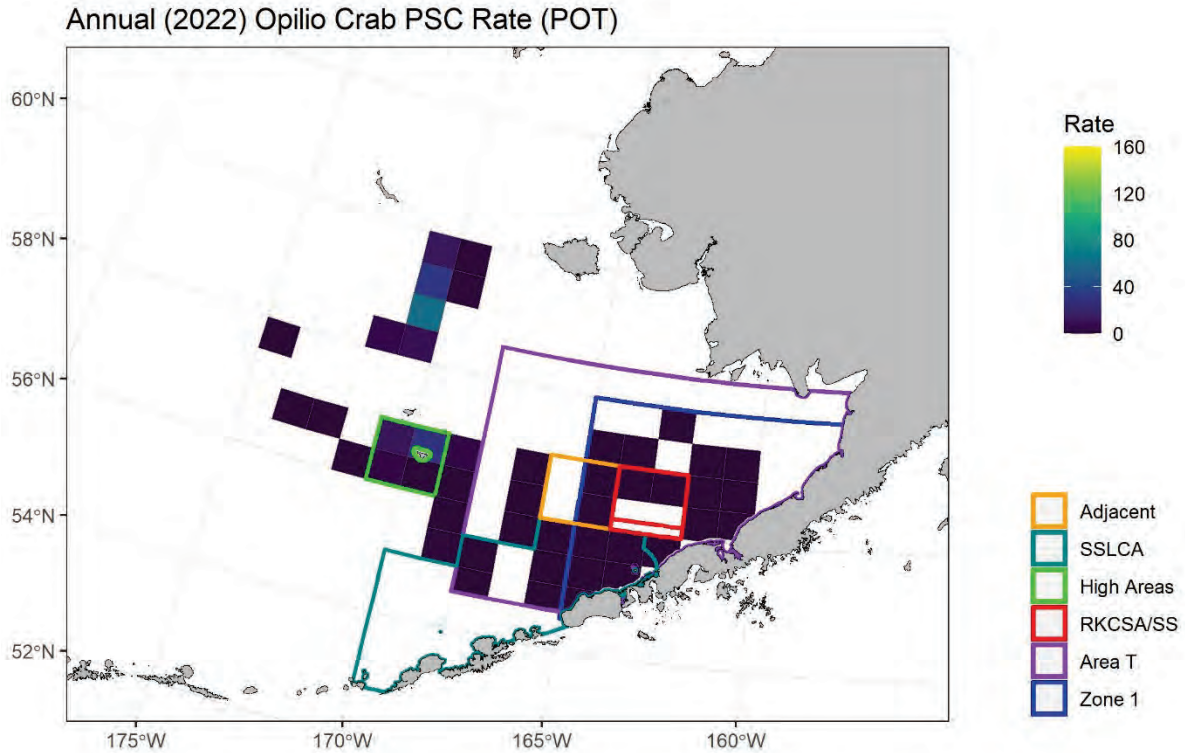 Annual (2022) Opilio Crab PSC Rate (POT)
60°N
58°N
56°N
54°N
52°N
175°W
170°W
165°W
160°W
Rate
160
120
80
40
0
Adjacent
SSLCA
High Areas
RKCSA/SS
Area T
Zone 1